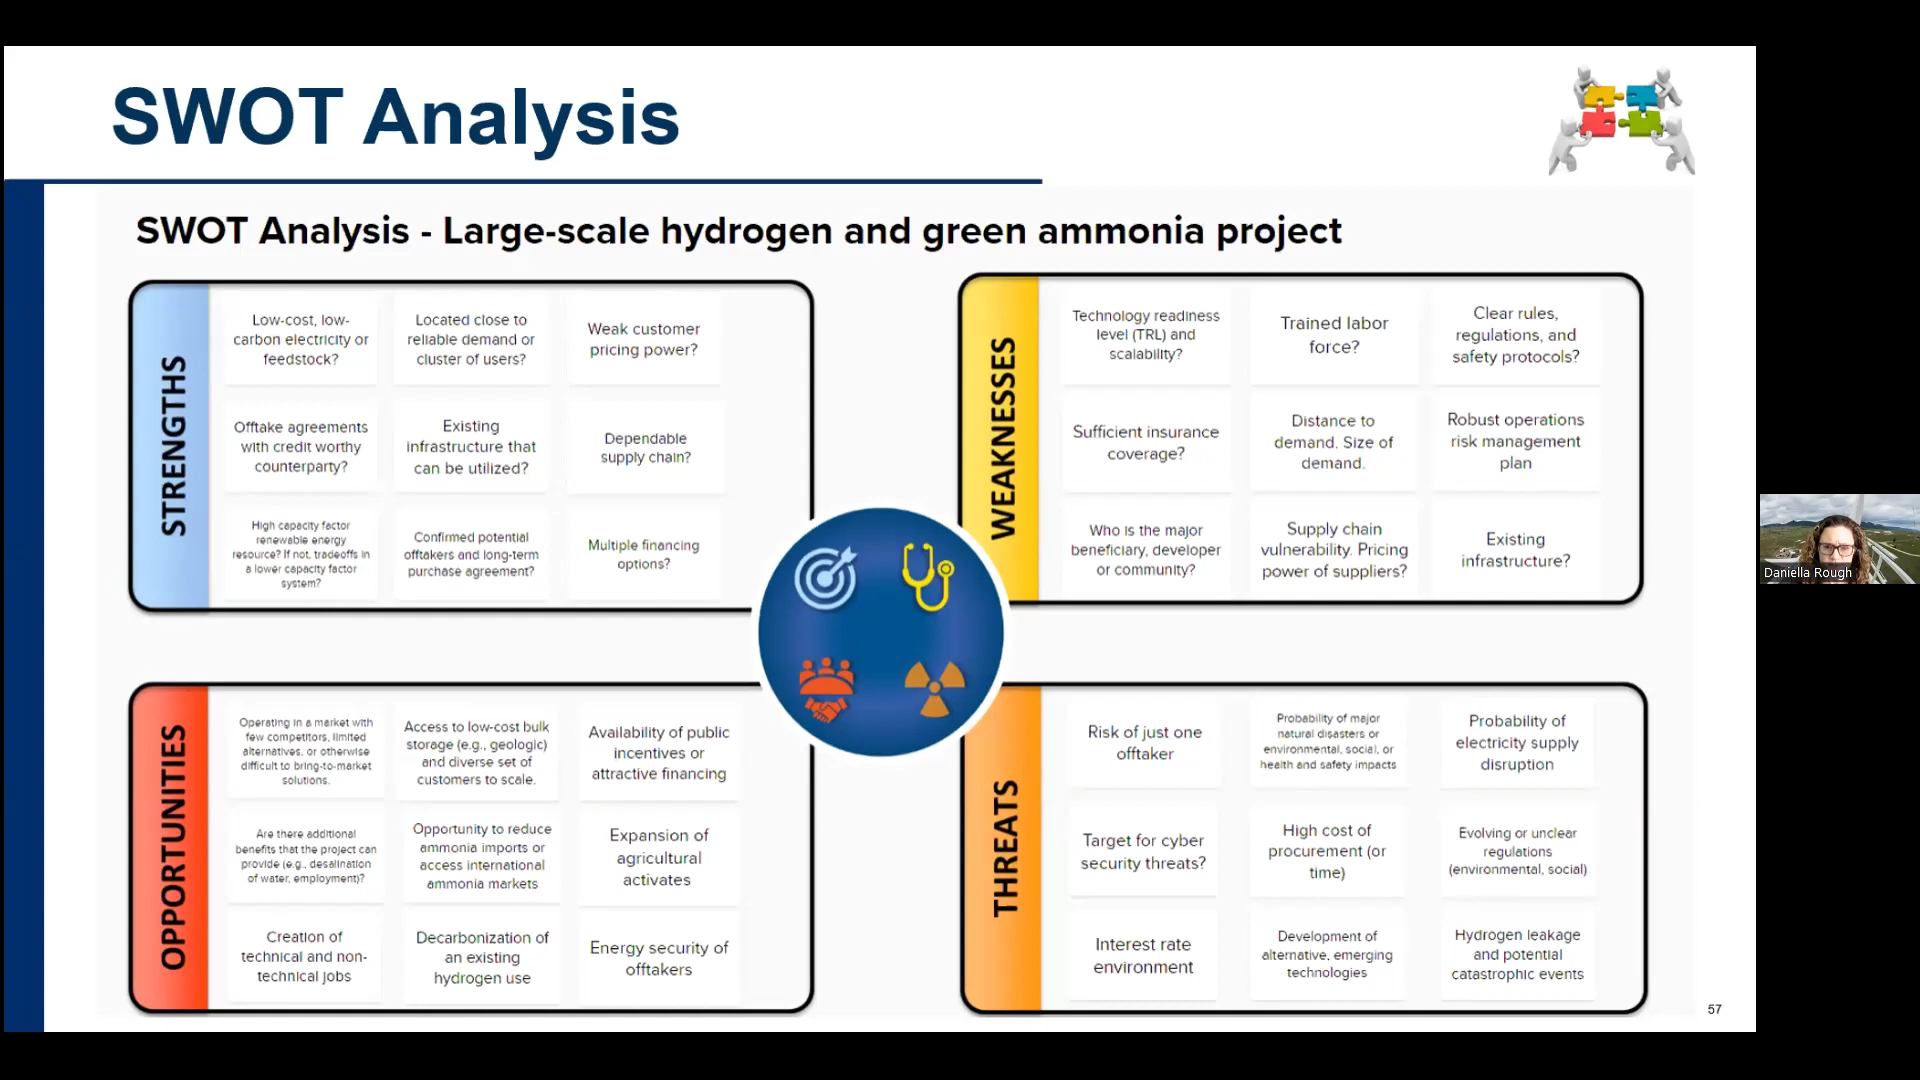 SWOT Analysis
SWOT Analysis - Large-scale hydrogen and green ammonia project
STRENGTHS
Low-cost, low-
carbon electricity or
feedstock?
Located close to
reliable demand or
cluster of users?
Weak customer
pricing power?
Offtake agreements
with credit worthy
counterparty?
Existing
infrastructure that
can be utilized?
Dependable
supply chain?
High capacity factor
renewable energy
resource? If not, tradeoffs in
a lower capacity factor
system?
Confirmed potential
offtakers and long-term
purchase agreement?
Multiple financing
options?
WEAKNESSES
Technology readiness
level (TRL) and
scalability?
Trained labor
force?
Clear rules,
regulations, and
safety protocols?
Sufficient insurance
coverage?
Distance to
demand. Size of
demand.
Robust operations
risk management
plan
Who is the major
beneficiary, developer
or community?
Supply chain
vulnerability. Pricing
power of suppliers?
Existing
infrastructure?
OPPORTUNITIES
Operating in a market with
few competitors, limited
alternatives, or otherwise
difficult to bring-to-market
solutions.
Access to low-cost bulk
storage (e.g., geologic)
and diverse set of
customers to scale.
Availability of public
incentives or
attractive financing
Are there additional
benefits that the project can
provide (e.g., desalination
of water, employment)?
Opportunity to reduce
ammonia imports or
access international
ammonia markets
Expansion of
agricultural
activates
Creation of
technical and non-
technical jobs
Decarbonization of
an existing
hydrogen use
Energy security of
offtakers
THREATS
Risk of just one
offtaker
Probability of major
natural disasters or
environmental, social, or
health and safety impacts
Probability of
electricity supply
disruption
Target for cyber
security threats?
High cost of
procurement (or
time)
Evolving or unclear
regulations
(environmental, social)
Interest rate
environment
Development of
alternative, emerging
technologies
Hydrogen leakage
and potential
catastrophic events
57
Daniella Rough